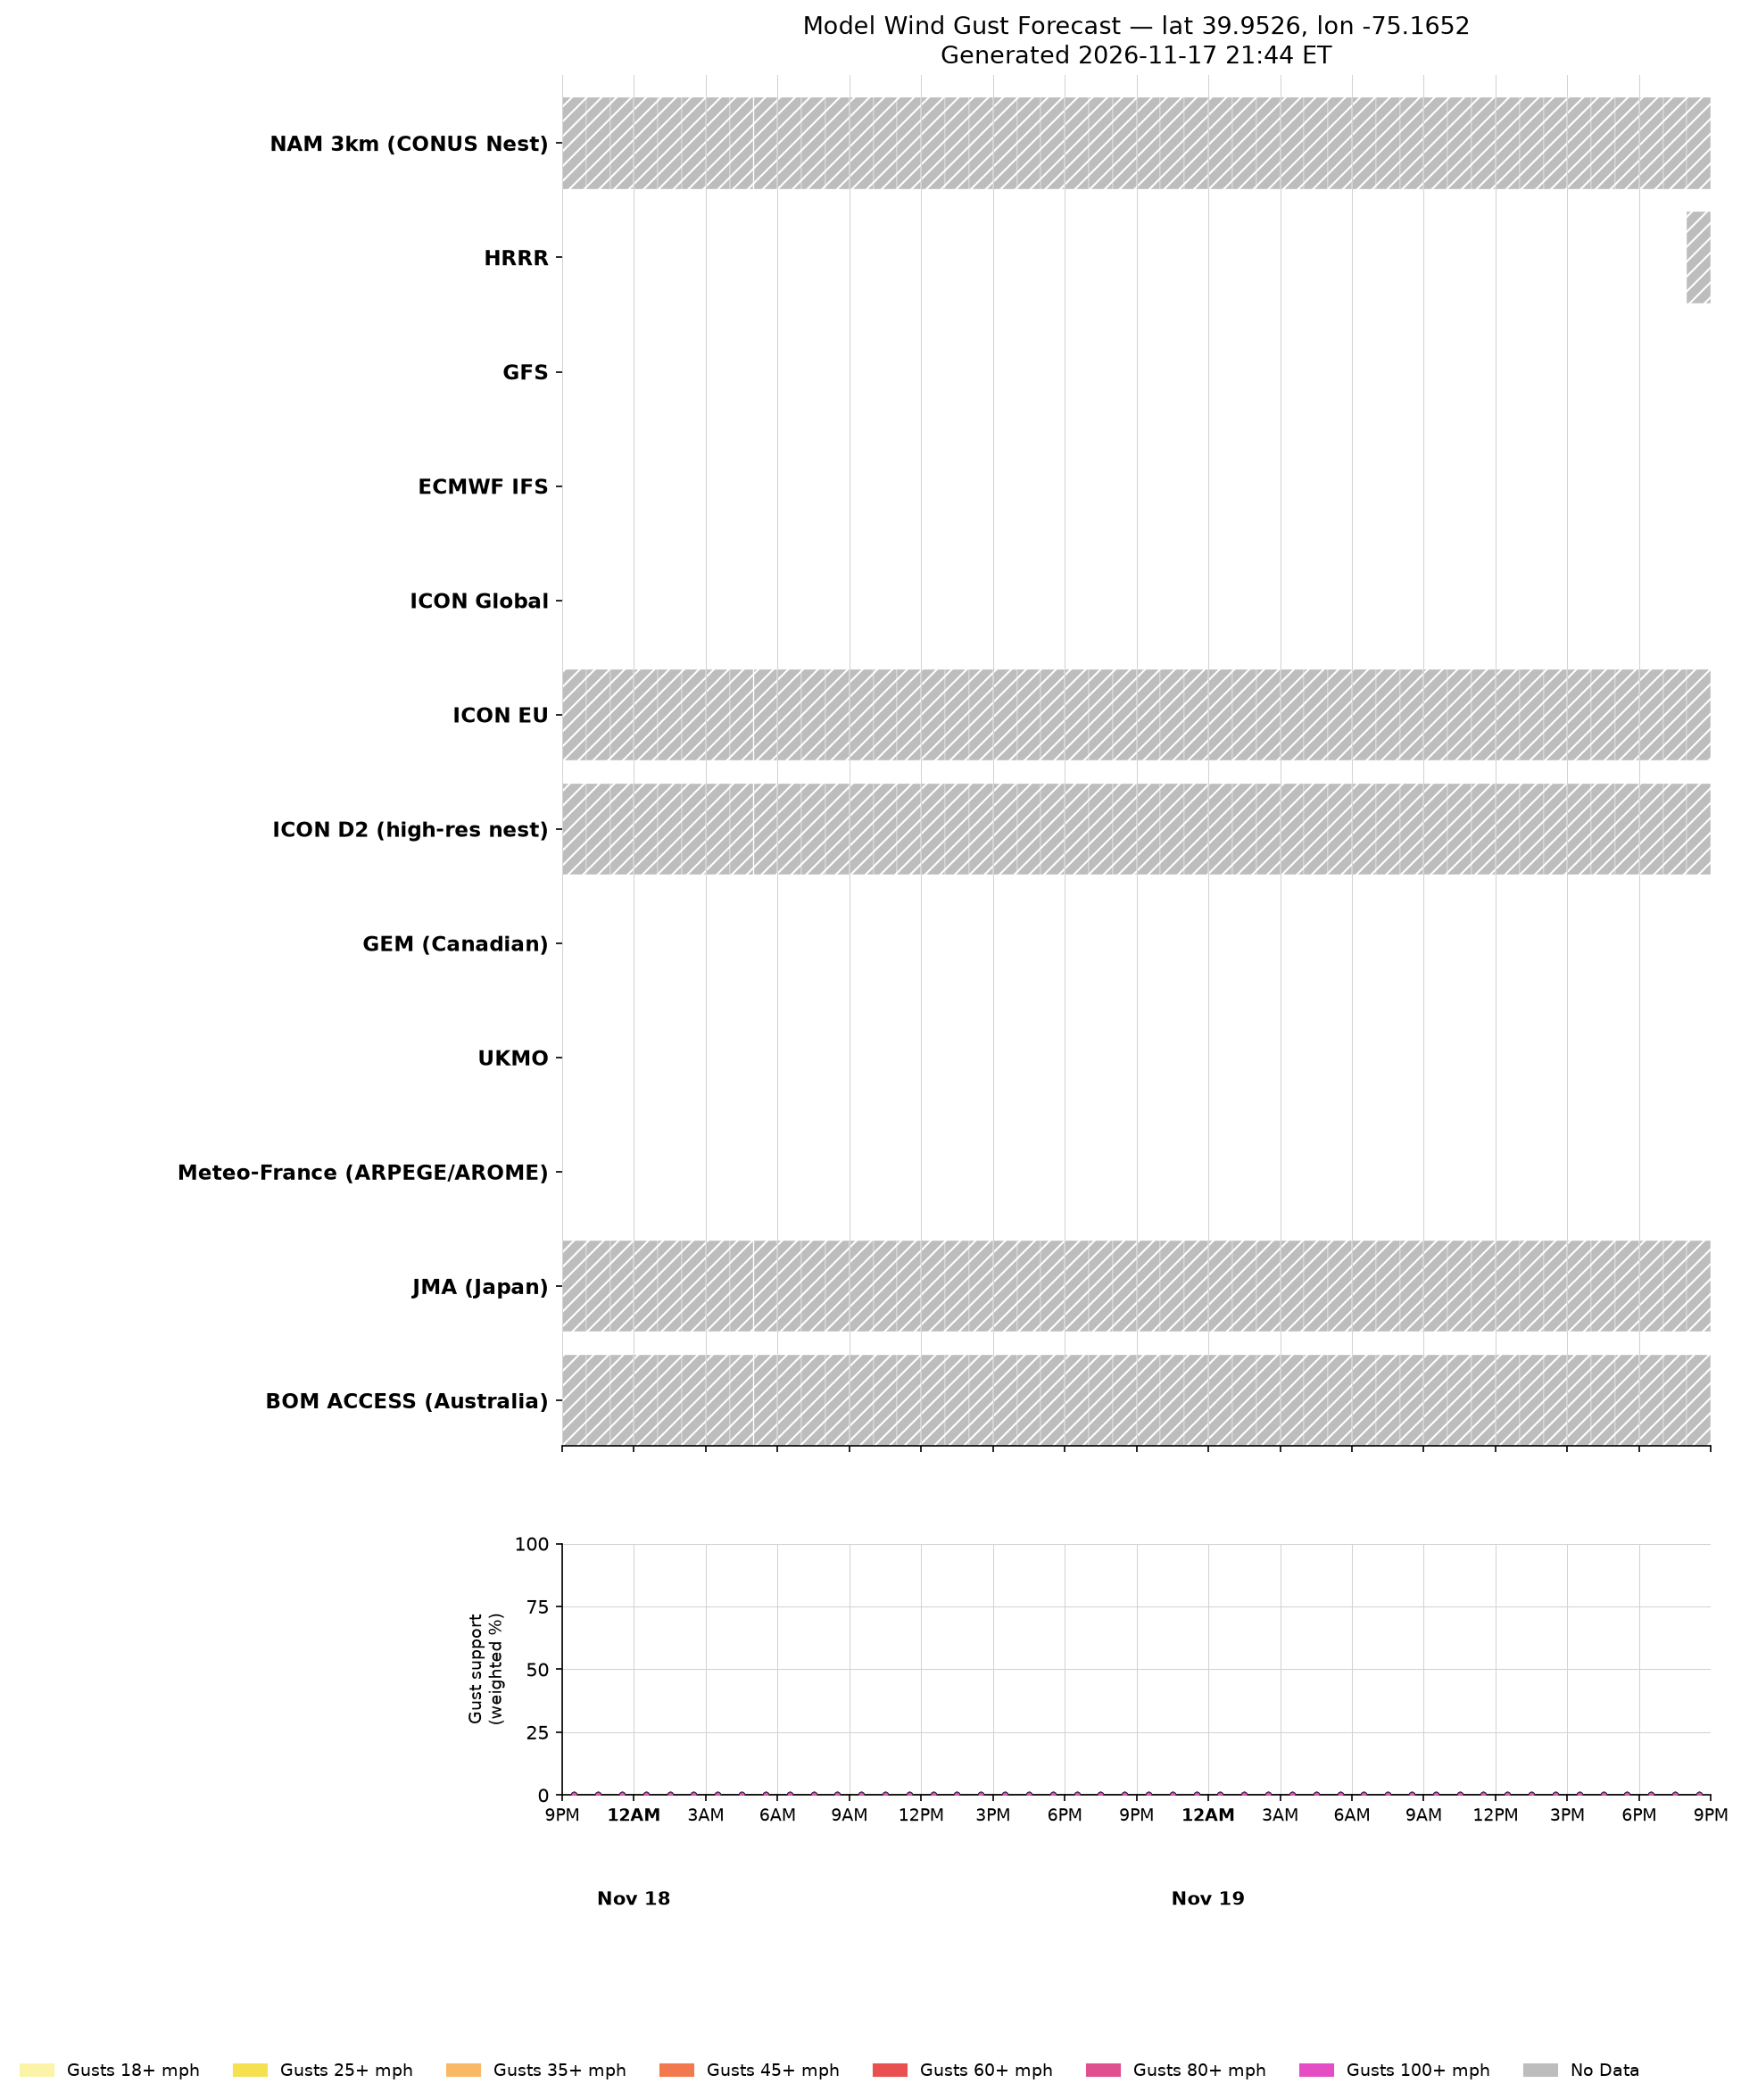 Model Wind Gust Forecast — lat 39.9526, lon -75.1652
Generated 2026-11-17 21:44 ET
NAM 3km (CONUS Nest)
HRRR
GFS
ECMWF IFS
ICON Global
ICON EU
ICON D2 (high-res nest)
GEM (Canadian)
UKMO
Meteo-France (ARPEGE/AROME)
JMA (Japan)
BOM ACCESS (Australia)
Gust support
(weighted %)
100
75
50
25
0
9PM 12AM 3AM 6AM 9AM 12PM 3PM 6PM 9PM 12AM 3AM 6AM 9AM 12PM 3PM 6PM 9PM
Nov 18 Nov 19
Gusts 18+ mph Gusts 25+ mph Gusts 35+ mph Gusts 45+ mph Gusts 60+ mph Gusts 80+ mph Gusts 100+ mph No Data